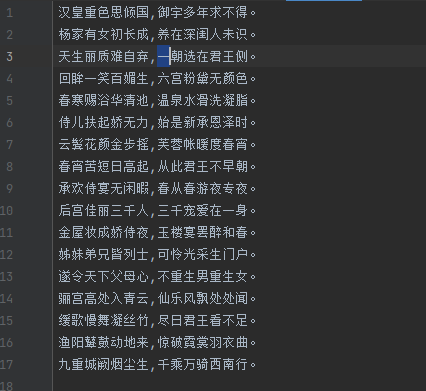 1 汉皇重色思倾国,御宇多年求不得。
2 杨家有女初长成,养在深闺人未识。
3 天生丽质难自弃,一朝选在君王侧。
4 回眸一笑百媚生,六宫粉黛无颜色。
5 春寒赐浴华清池,温泉水滑洗凝脂。
6 侍儿扶起娇无力,始是新承恩泽时。
7 云鬓花颜金步摇,芙蓉帐暖度春宵。
8 春宵苦短日高起,从此君王不早朝。
9 承欢侍宴无闲暇,春从春游夜专夜。
10 后宫佳丽三千人,三千宠爱在一身。
11 金屋妆成娇侍夜,玉楼宴罢醉和春。
12 姊妹弟兄皆列士,可怜光采生门户。
13 遂令天下父母心,不重生男重生女。
14 骊宫高处入青云,仙乐风飘处处闻。
15 缓歌慢舞凝丝竹,尽日君王看不足。
16 渔阳鼙鼓动地来,惊破霓裳羽衣曲。
17 九重城阙烟尘生,千乘万骑西南行。
18